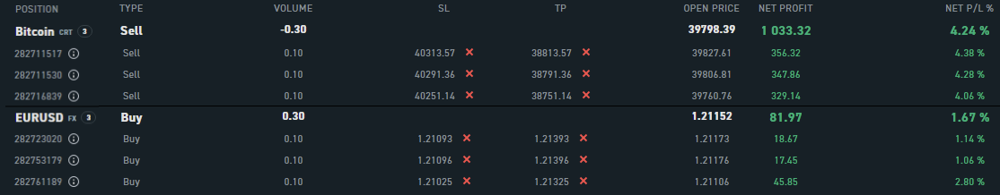 POSITION TYPE VOLUME SL TP OPEN PRICE NET PROFIT NET P/L %
Bitcoin CRT 3 Sell -0.30 39798.39 1 033.32 4.24 %
282711517 Sell 0.10 40313.57 38813.57 39827.61 356.32 4.38 %
282711530 Sell 0.10 40291.36 38791.36 39806.81 347.86 4.28 %
282716839 Sell 0.10 40251.14 38751.14 39760.76 329.14 4.06 %
EURUSD FX 3 Buy 0.30 1.21152 81.97 1.67 %
282723020 Buy 0.10 1.21093 1.21393 1.21173 18.67 1.14 %
282753179 Buy 0.10 1.21096 1.21396 1.21176 17.45 1.06 %
282761189 Buy 0.10 1.21025 1.21325 1.21106 45.85 2.80 %